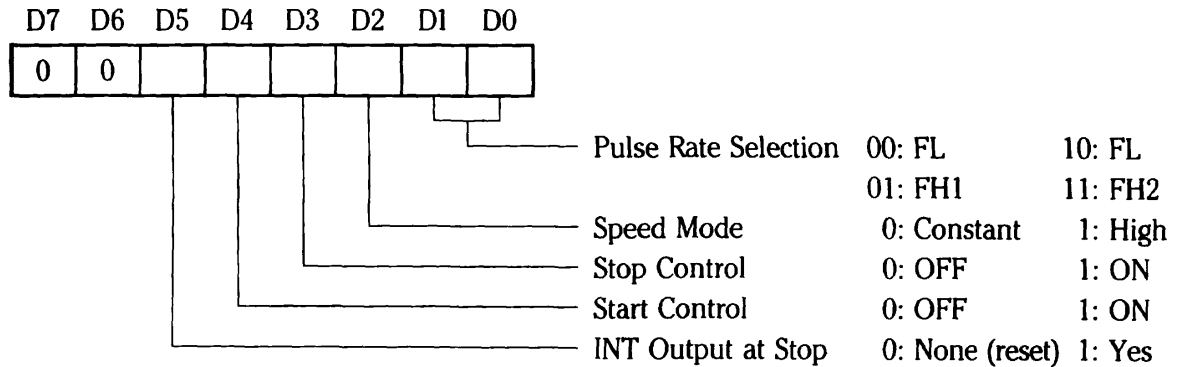 D7 D6 D5 D4 D3 D2 D1 D0
0 0
Pulse Rate Selection 00: FL 10: FL
01: FH1 11: FH2
Speed Mode 0: Constant 1: High
Stop Control 0: OFF 1: ON
Start Control 0: OFF 1: ON
INT Output at Stop 0: None (reset) 1: Yes